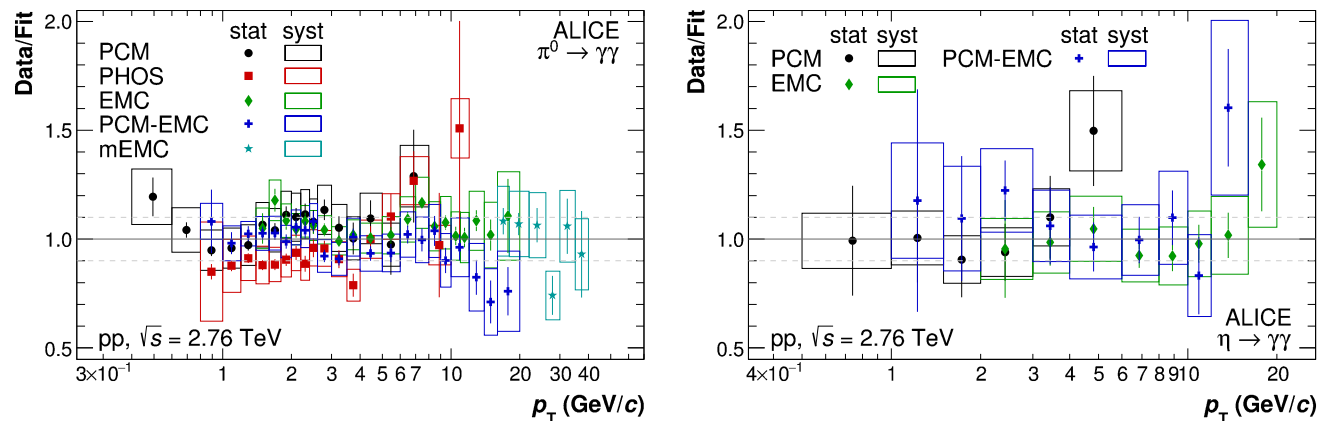 Data/Fit
2.0
1.5
1.0
0.5
stat syst
PCM
PHOS
EMC
PCM-EMC
mEMC
ALICE
π⁰ → γγ
pp, √s = 2.76 TeV
3×10⁻¹ 1 2 3 4 5 6 7 10 20 30 40
p_T (GeV/c)
Data/Fit
2.0
1.5
1.0
0.5
stat syst stat syst
PCM PCM-EMC
EMC
pp, √s = 2.76 TeV
ALICE
η → γγ
4×10⁻¹ 1 2 3 4 5 6 7 8 910 20
p_T (GeV/c)